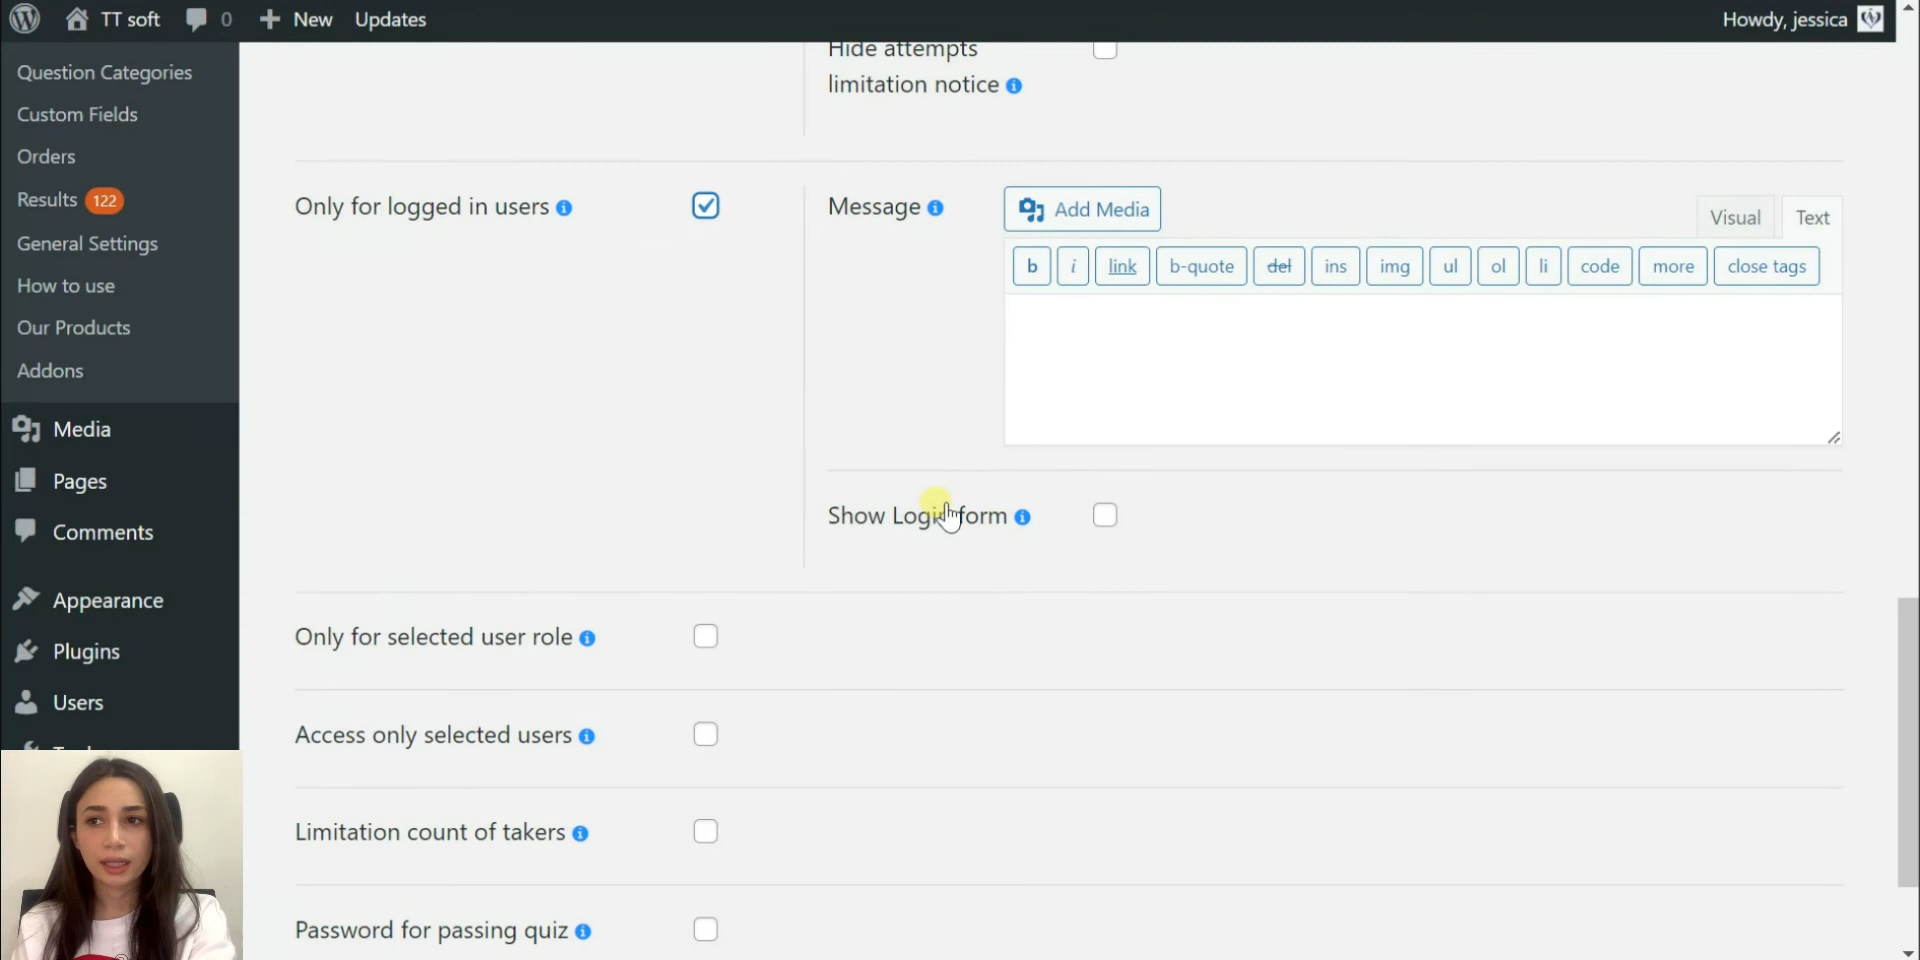 TT soft 0 New Updates Howdy, jessica
Question Categories
Custom Fields
Orders
Results 122
General Settings
How to use
Our Products
Addons
Media
Pages
Comments
Appearance
Plugins
Users
Hide attempts
limitation notice
Only for logged in users
Message
Add Media
Visual Text
b i link b-quote del ins img ul ol li code more close tags
Show Login form
Only for selected user role
Access only selected users
Limitation count of takers
Password for passing quiz